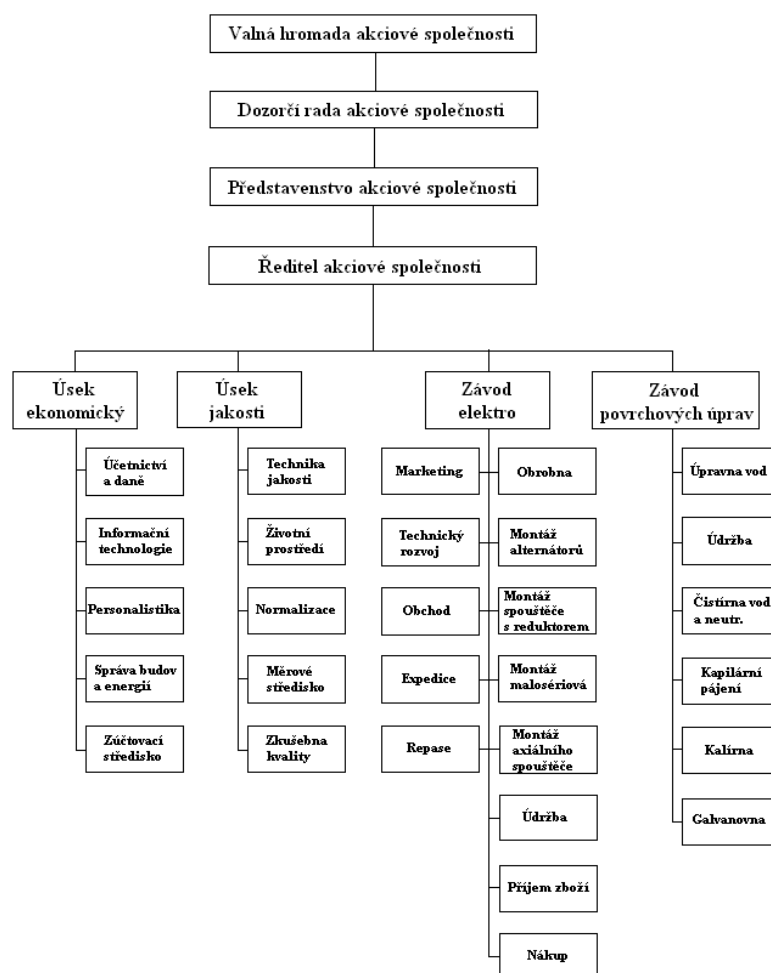 Valná hromada akciové společnosti
Dozorčí rada akciové společnosti
Představenstvo akciové společnosti
Ředitel akciové společnosti
Úsek
ekonomický
Úsek
jakosti
Závod
elektro
Závod
povrchových úprav
Účetnictví
a daně
Informační
technologie
Personalistika
Správa budov
a energií
Zúčtovací
středisko
Technika
jakosti
Životní
prostředí
Normalizace
Měrové
středisko
Zkušebna
kvality
Marketing
Technický
rozvoj
Obchod
Expedice
Repase
Obrobna
Montáž
alternátorů
Montáž
spouštěče
s reduktorem
Montáž
malosériová
Montáž
axiálního
spouštěče
Údržba
Příjem zboží
Nákup
Úpravna vod
Údržba
Čistírna vod
a neutr.
Kapilární
pájení
Kalírna
Galvanovna